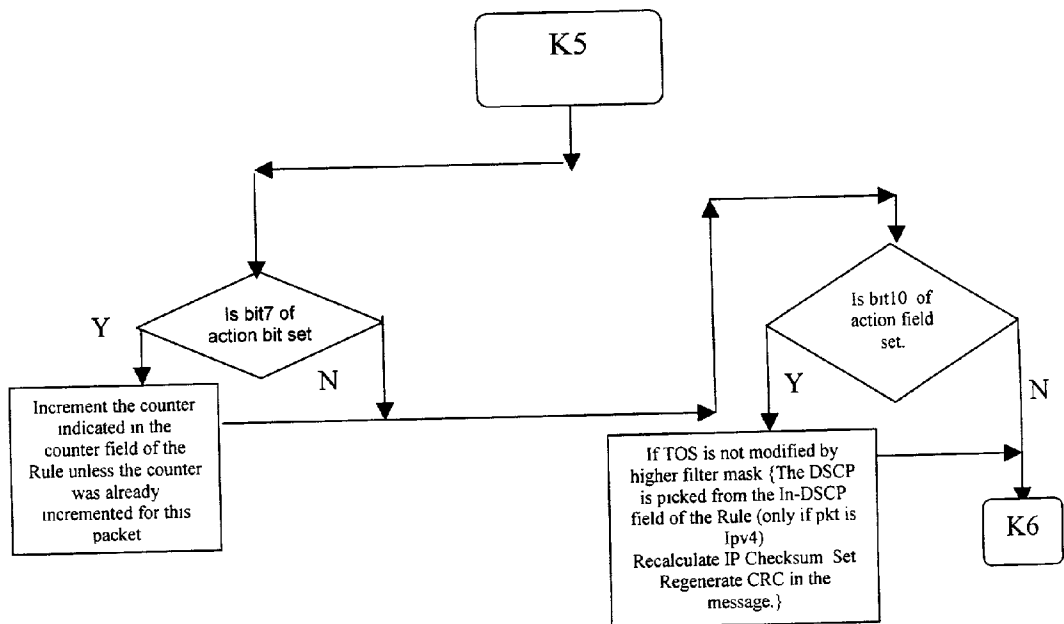 K5
Is bit7 of
action bit set
Y
N
Increment the counter
indicated in the
counter field of the
Rule unless the counter
was already
incremented for this
packet
Is bit10 of
action field
set.
Y
N
If TOS is not modified by
higher filter mask {The DSCP
is picked from the In-DSCP
field of the Rule (only if pkt is
Ipv4)
Recalculate IP Checksum Set
Regenerate CRC in the
message.}
K6